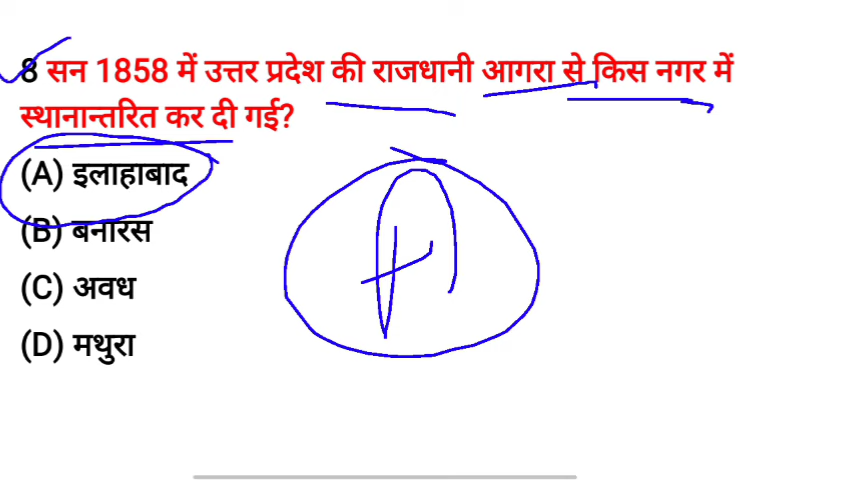 8 सन 1858 में उत्तर प्रदेश की राजधानी आगरा से किस नगर में
स्थानान्तरित कर दी गई?
(A) इलाहाबाद
(B) बनारस
(C) अवध
(D) मथुरा
A